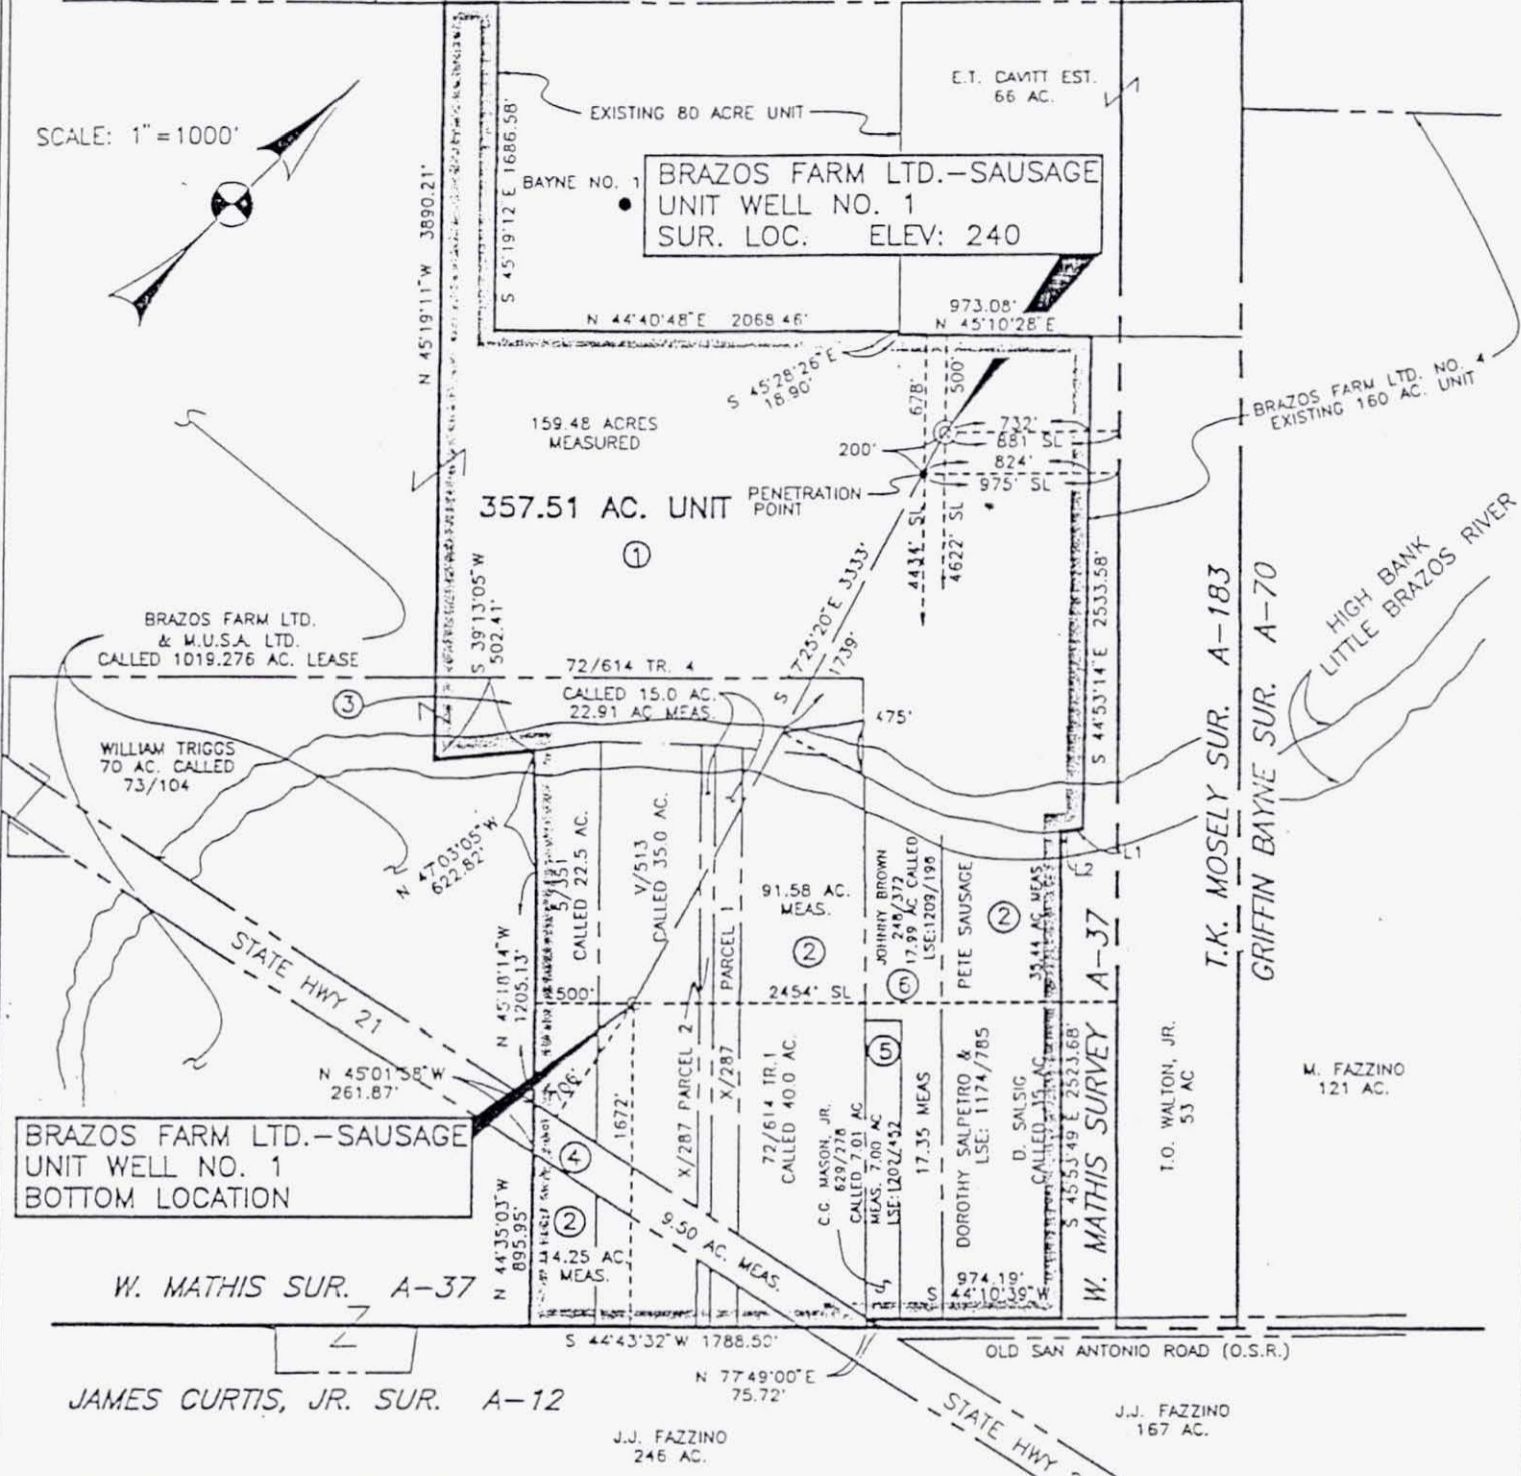 SCALE: 1"=1000'
E.T. CAVITT EST.
66 AC.
EXISTING 80 ACRE UNIT
N 45°19'11"W 3890.21'
S 45°19'12 E 1686.58'
BAYNE NO. 1
BRAZOS FARM LTD.-SAUSAGE
UNIT WELL NO. 1
SUR. LOC. ELEV: 240
N 44°40'48"E 2068.46'
973.08'
N 45°10'28"E
S 45°28'26"E
18.90'
BRAZOS FARM LTD. NO. 4
EXISTING 160 AC. UNIT
678'
500'
732'
881 SL
824'
975' SL
200'
159.48 ACRES
MEASURED
357.51 AC. UNIT
PENETRATION
POINT
1
4434' SL
4622' SL
3333'
1739'
S 39°13'05"W
502.41'
S 44°53'14"E 2533.58'
HIGH BANK
LITTLE BRAZOS RIVER
T.K. MOSELY SUR. A-183
GRIFFIN BAYNE SUR. A-70
BRAZOS FARM LTD.
& M.U.S.A. LTD.
CALLED 1019.276 AC. LEASE
72/614 TR. 4
CALLED 15.0 AC.
22.91 AC MEAS.
3
475'
WILLIAM TRIGGS
70 AC. CALLED
73/104
N 47°03'05"W
622.82'
CALLED 22.5 AC.
V/513
CALLED 35.0 AC.
PARCEL 1
91.58 AC.
MEAS.
2
JOHNNY BROWN
248/372
17.99 AC CALLED
LSE:1209/198
6
PETE SAUSAGE
2
35.44 AC MEAS
L1
L2
STATE HWY 21
N 45°18'14"W
1205.13'
500'
2454' SL
N 45°01'58"W
261.87'
1672'
X/287 PARCEL 2
X/287
72/614 TR.1
CALLED 40.0 AC.
5
C.C. MASON, JR.
629/278
CALLED 7.01 AC
MEAS. 7.00 AC
LSE:1202/452
17.35 MEAS
DOROTHY SALPETRO &
LSE: 1174/785
D. SALSIG
CALLED 35 AC
S 45°53'49 E 2523.68'
W. MATHIS SURVEY A-37
T.O. WALTON, JR.
53 AC
M. FAZZINO
121 AC.
BRAZOS FARM LTD.-SAUSAGE
UNIT WELL NO. 1
BOTTOM LOCATION
4
2
14.25 AC.
MEAS.
9.50 AC. MEAS.
N 44°35'03"W
895.95'
974.19'
S 44°10'39"W
W. MATHIS SUR. A-37
S 44°43'32"W 1788.50'
OLD SAN ANTONIO ROAD (O.S.R.)
N 77°49'00"E
75.72'
JAMES CURTIS, JR. SUR. A-12
J.J. FAZZINO
246 AC.
STATE HWY
J.J. FAZZINO
167 AC.